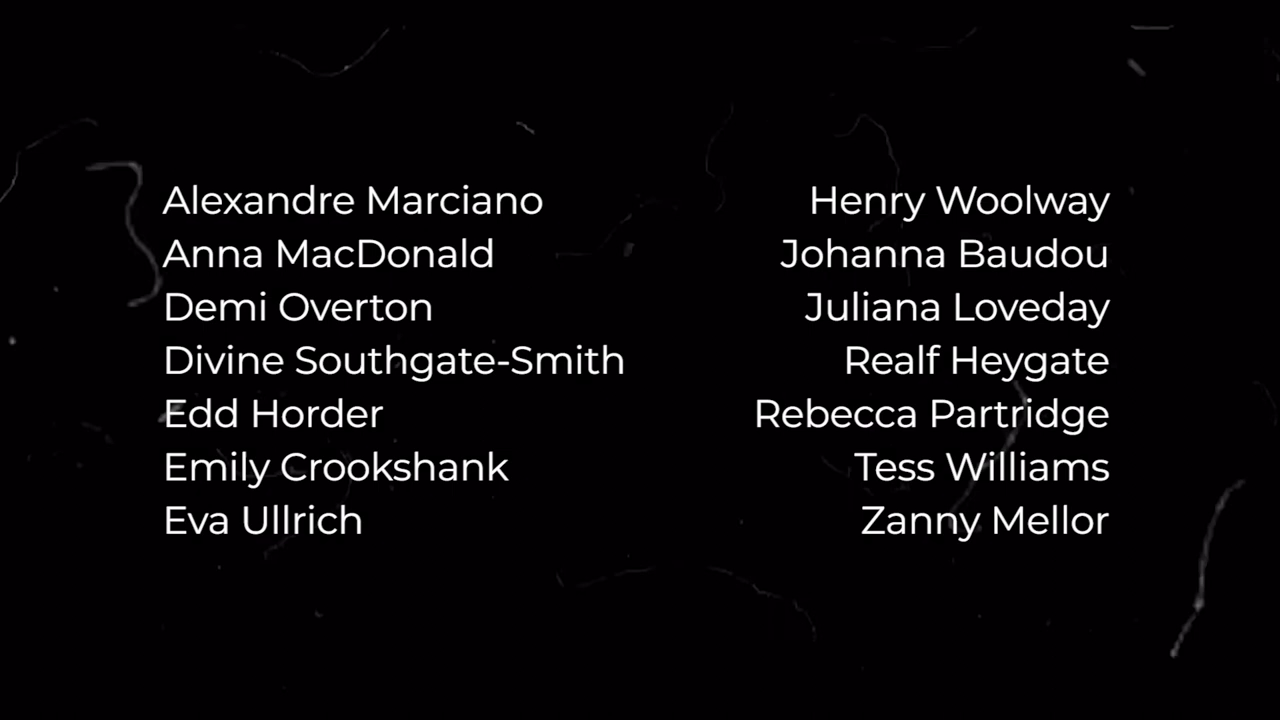 Alexandre Marciano
Anna MacDonald
Demi Overton
Divine Southgate-Smith
Edd Horder
Emily Crookshank
Eva Ullrich
Henry Woolway
Johanna Baudou
Juliana Loveday
Realf Heygate
Rebecca Partridge
Tess Williams
Zanny Mellor